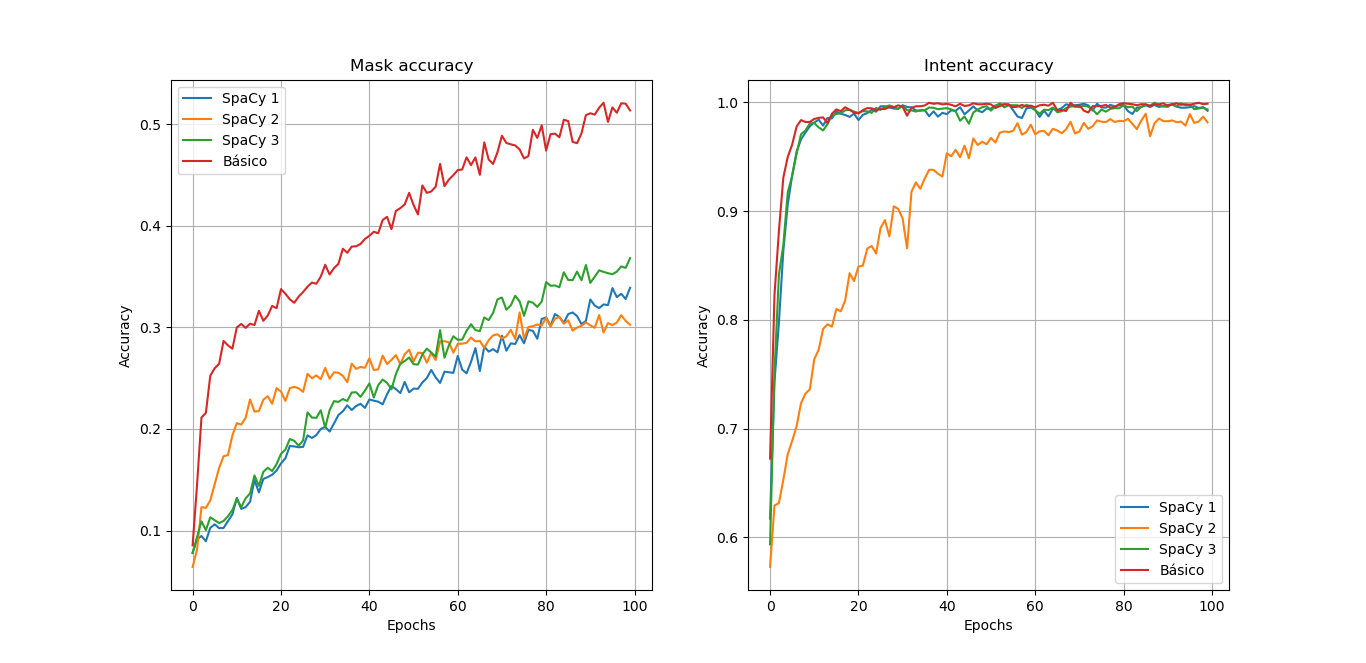 Mask accuracy
SpaCy 1
SpaCy 2
SpaCy 3
Básico
Accuracy
0.5
0.4
0.3
0.2
0.1
0 20 40 60 80 100
Epochs
Intent accuracy
Accuracy
1.0
0.9
0.8
0.7
0.6
SpaCy 1
SpaCy 2
SpaCy 3
Básico
0 20 40 60 80 100
Epochs